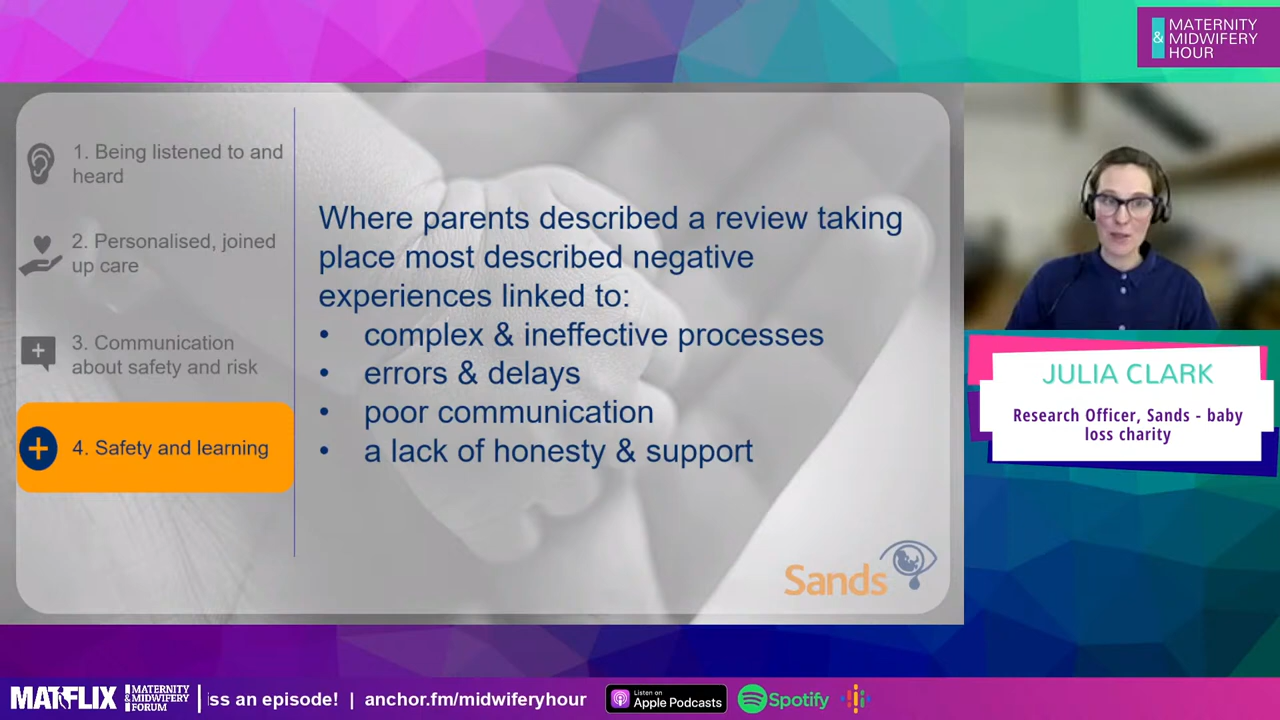 MATERNITY
& MIDWIFERY
HOUR
1. Being listened to and
heard
2. Personalised, joined
up care
3. Communication
about safety and risk
4. Safety and learning
Where parents described a review taking
place most described negative
experiences linked to:
• complex & ineffective processes
• errors & delays
• poor communication
• a lack of honesty & support
Sands
JULIA CLARK
Research Officer, Sands - baby
loss charity
MATFLIX
MATERNITY
& MIDWIFERY
FORUM
ss an episode! | anchor.fm/midwiferyhour
Listen on
Apple Podcasts
Spotify